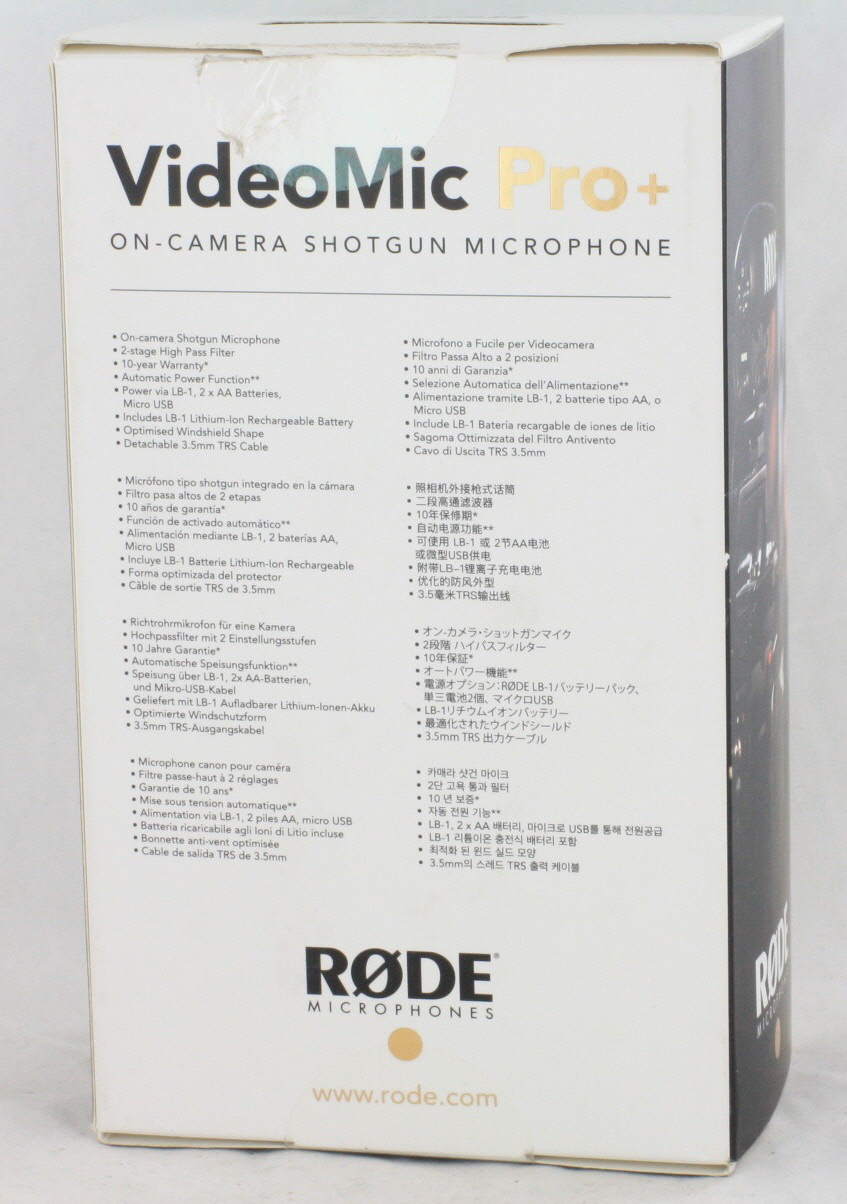 VideoMic Pro+
ON-CAMERA SHOTGUN MICROPHONE
• On-camera Shotgun Microphone
• 2-stage High Pass Filter
• 10-year Warranty*
• Automatic Power Function**
• Power via LB-1, 2 x AA Batteries,
Micro USB
• Includes LB-1 Lithium-Ion Rechargeable Battery
• Optimised Windshield Shape
• Detachable 3.5mm TRS Cable
• Microfono a Fucile per Videocamera
• Filtro Passa Alto a 2 posizioni
• 10 anni di Garanzia*
• Selezione Automatica dell'Alimentazione**
• Alimentazione tramite LB-1, 2 batterie tipo AA, o
Micro USB
• Include LB-1 Batería recargable de iones de litio
• Sagoma Ottimizzata del Filtro Antivento
• Cavo di Uscita TRS 3.5mm
• Micrófono tipo shotgun integrado en la cámara
• Filtro pasa altos de 2 etapas
• 10 años de garantía*
• Función de activado automático**
• Alimentación mediante LB-1, 2 baterías AA,
Micro USB
• Incluye LB-1 Batterie Lithium-Ion Rechargeable
• Forma optimizada del protector
• Câble de sortie TRS de 3.5mm
• 照相机外接枪式话筒
• 二段高通滤波器
• 10年保修期*
• 自动电源功能**
• 可使用 LB-1 或 2节AA电池
或微型USB供电
• 附带LB-1锂离子充电电池
• 优化的防风外型
• 3.5毫米TRS输出线
• Richtrohrmikrofon für eine Kamera
• Hochpassfilter mit 2 Einstellungsstufen
• 10 Jahre Garantie*
• Automatische Speisungsfunktion**
• Speisung über LB-1, 2x AA-Batterien,
und Mikro-USB-Kabel
• Geliefert mit LB-1 Aufladbarer Lithium-Ionen-Akku
• Optimierte Windschutzform
• 3.5mm TRS-Ausgangskabel
• オン-カメラ・ショットガンマイク
• 2段階 ハイパスフィルター
• 10年保証*
• オートパワー機能**
• 電源オプション：RØDE LB-1バッテリーパック、
単三電池2個、マイクロUSB
• LB-1リチウムイオンバッテリー
• 最適化されたウインドシールド
• 3.5mm TRS 出力ケーブル
• Microphone canon pour caméra
• Filtre passe-haut à 2 réglages
• Garantie de 10 ans*
• Mise sous tension automatique**
• Alimentation via LB-1, 2 piles AA, micro USB
• Batteria ricaricabile agli Ioni di Litio incluse
• Bonnette anti-vent optimisée
• Cable de salida TRS de 3.5mm
• 카메라 샷건 마이크
• 2단 고욕 통과 필터
• 10 년 보증*
• 자동 전원 기능**
• LB-1, 2 x AA 배터리, 마이크로 USB를 통해 전원공급
• LB-1 리튬이온 충전식 배터리 포함
• 최적화 된 윈드 실드 모양
• 3.5mm의 스레드 TRS 출력 케이블
RØDE®
MICROPHONES
www.rode.com
RØDE